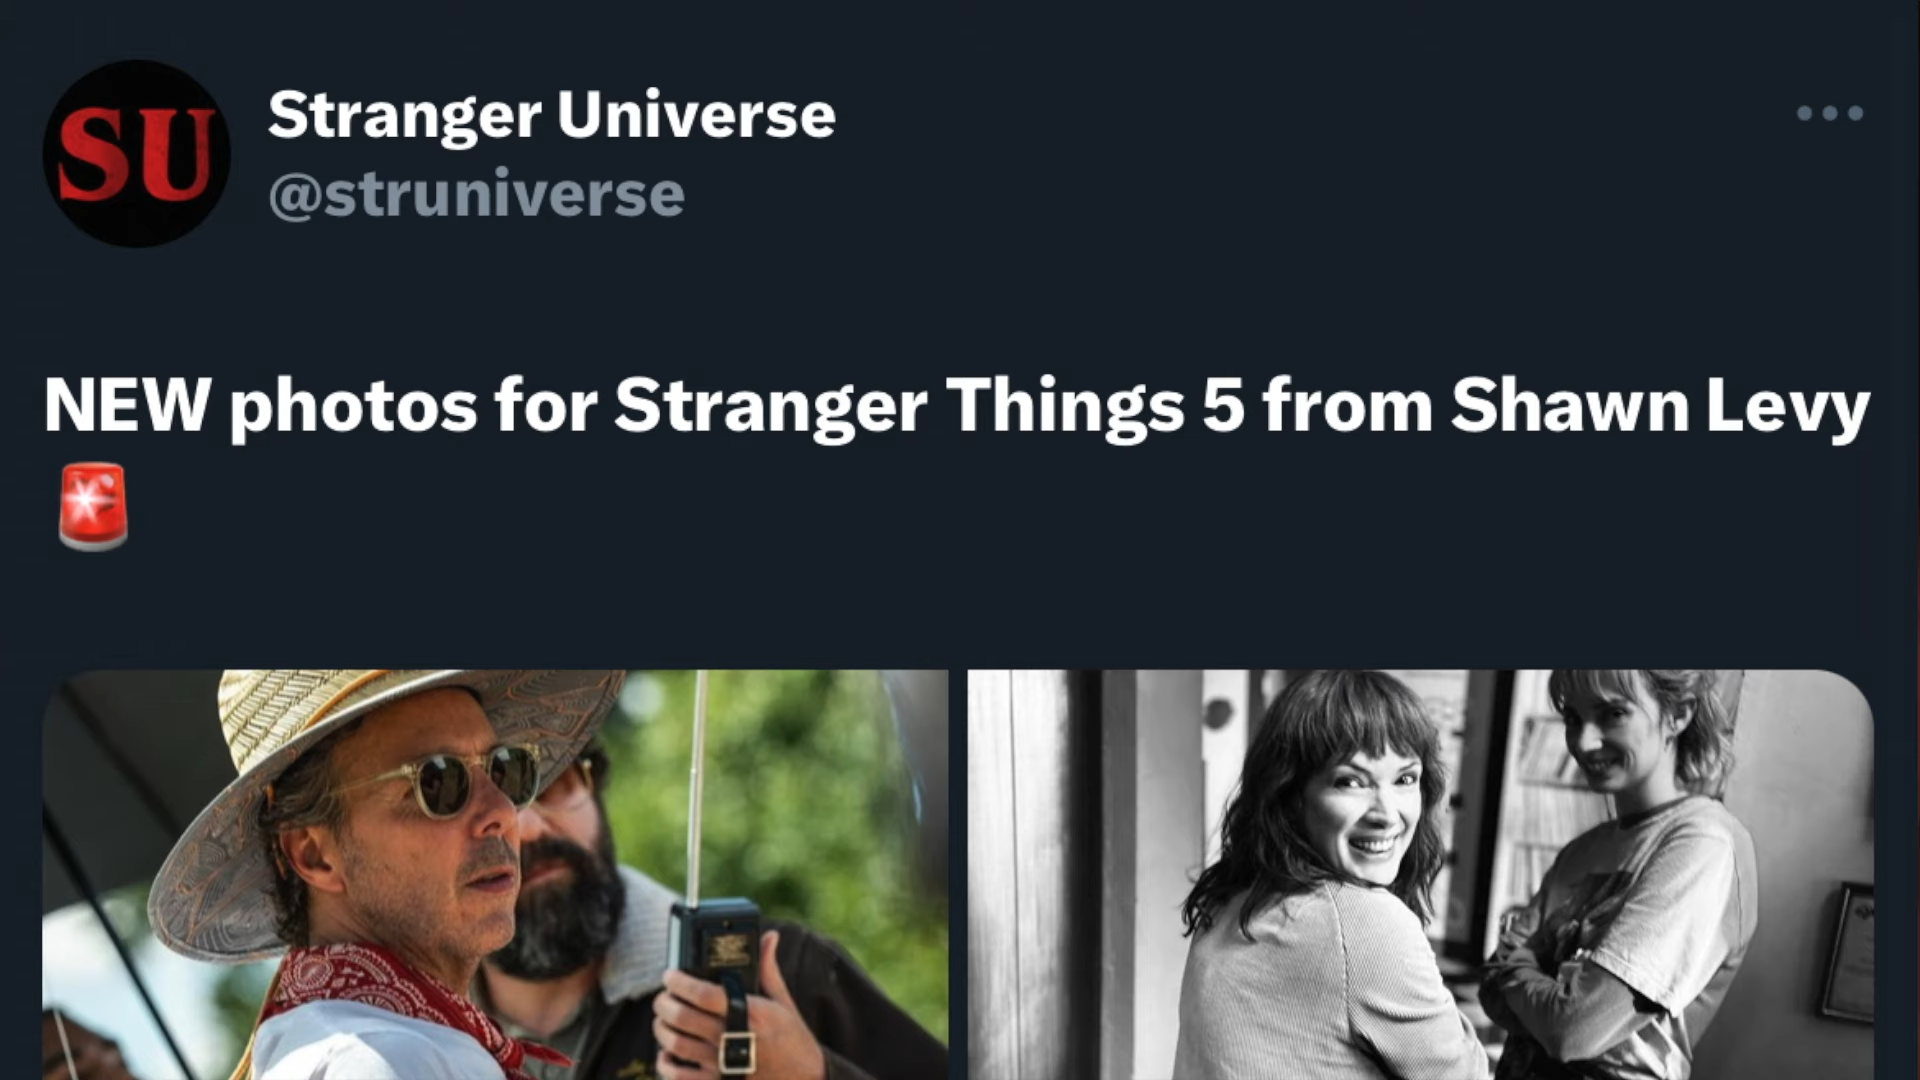 SU
Stranger Universe
@struniverse
NEW photos for Stranger Things 5 from Shawn Levy
🚨